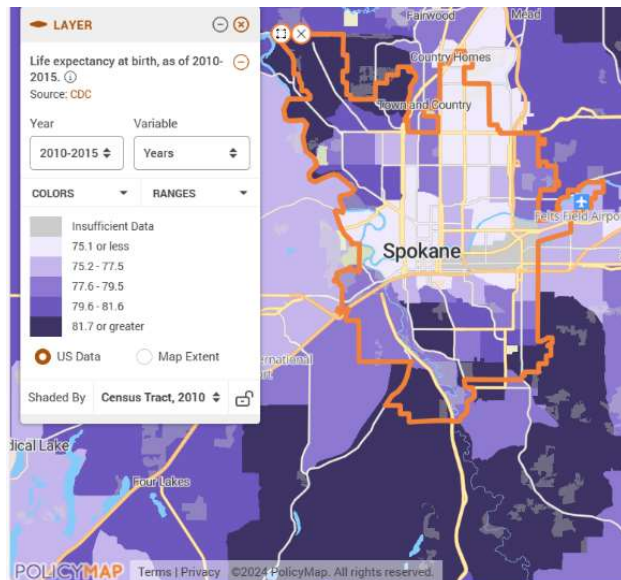 LAYER
Life expectancy at birth, as of 2010-
2015.
Source: CDC
Year
Variable
2010-2015
Years
COLORS
RANGES
Insufficient Data
75.1 or less
75.2 - 77.5
77.6 - 79.5
79.6 - 81.6
81.7 or greater
US Data
Map Extent
Shaded By
Census Tract, 2010
Fairwood
Mead
Country Homes
Town and Country
Felts Field Airpo
Spokane
ernational
ort
dical Lake
Four Lakes
POLICYMAP
Terms | Privacy ©2024 PolicyMap. All rights reserved.